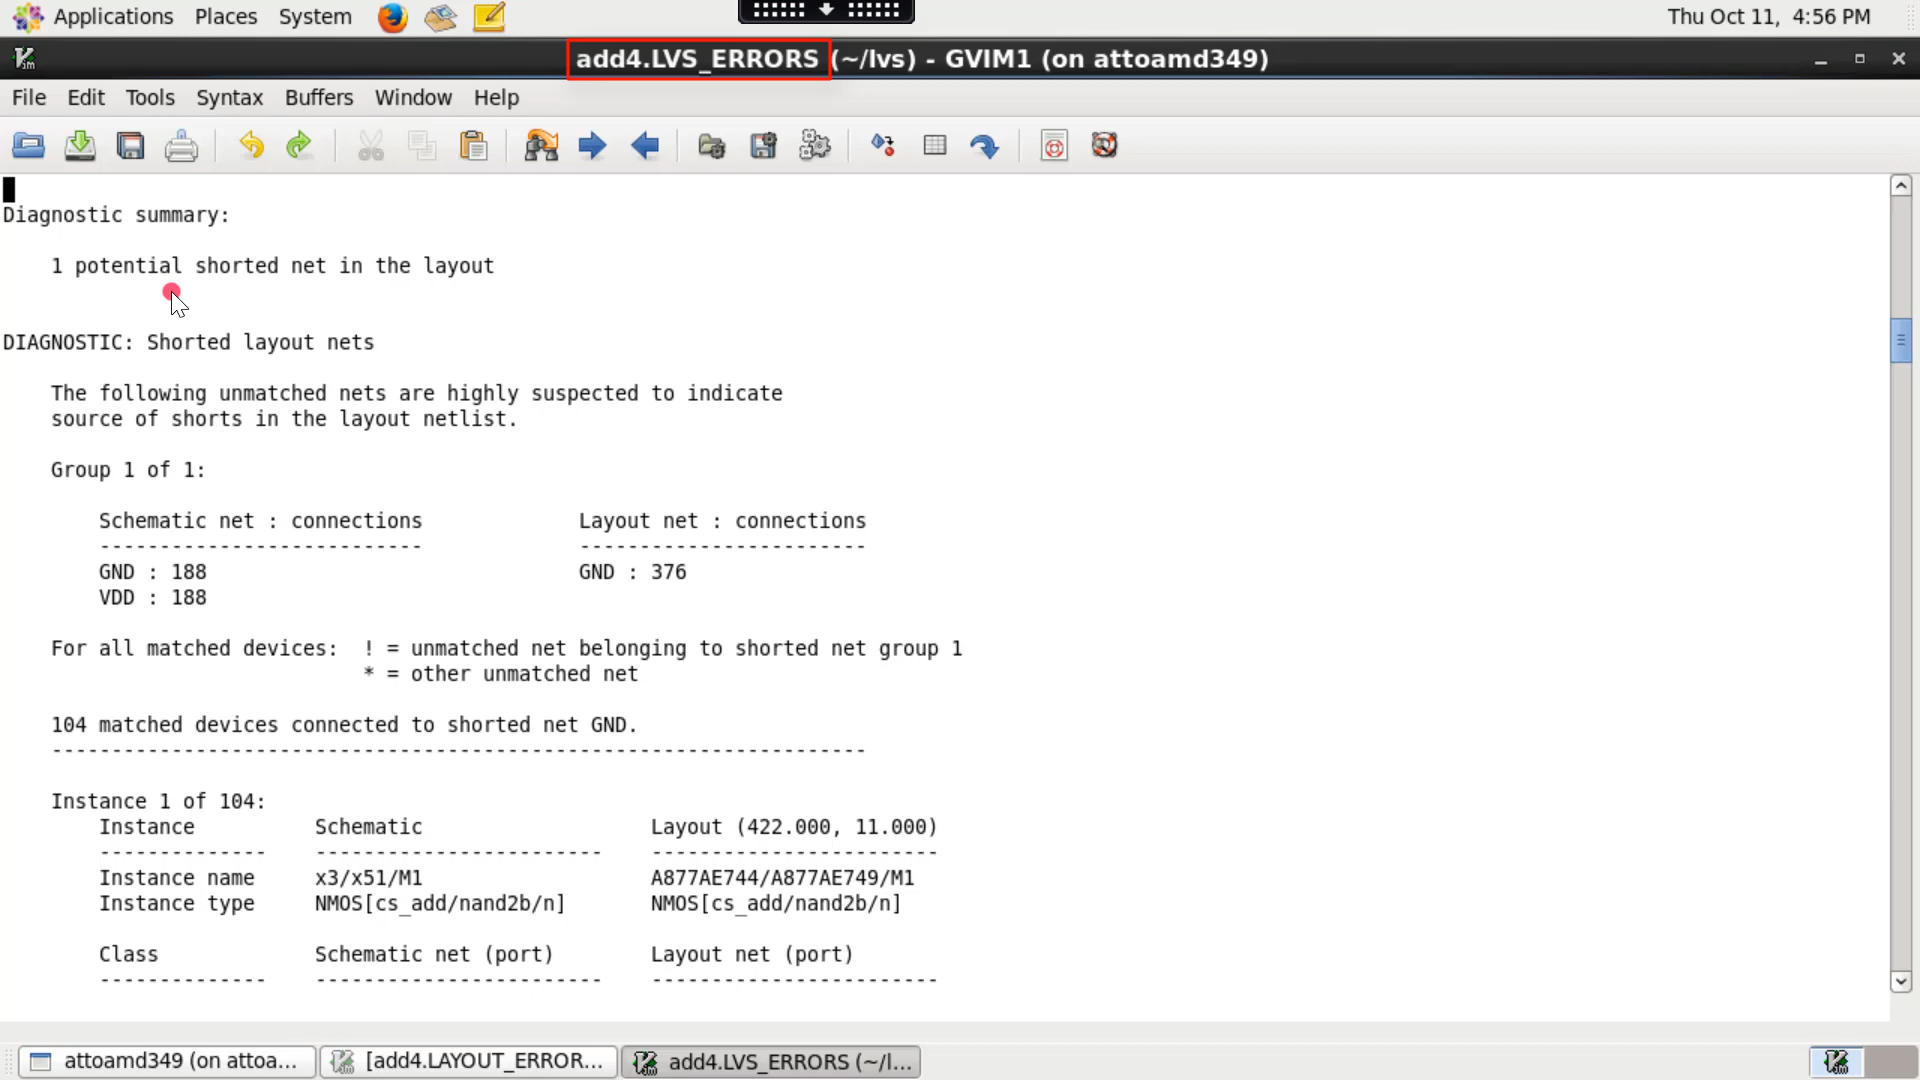 Applications Places System Thu Oct 11, 4:56 PM
add4.LVS_ERRORS (~/lvs) - GVIM1 (on attoamd349)
File Edit Tools Syntax Buffers Window Help
Diagnostic summary:
1 potential shorted net in the layout
DIAGNOSTIC: Shorted layout nets
The following unmatched nets are highly suspected to indicate
source of shorts in the layout netlist.
Group 1 of 1:
Schematic net : connections Layout net : connections
--------------------------- ------------------------
GND : 188 GND : 376
VDD : 188
For all matched devices: ! = unmatched net belonging to shorted net group 1
* = other unmatched net
104 matched devices connected to shorted net GND.
--------------------------------------------------------------------
Instance 1 of 104:
Instance Schematic Layout (422.000, 11.000)
-------------- ------------------------ ------------------------
Instance name x3/x51/M1 A877AE744/A877AE749/M1
Instance type NMOS[cs_add/nand2b/n] NMOS[cs_add/nand2b/n]
Class Schematic net (port) Layout net (port)
-------------- ------------------------ ------------------------
attoamd349 (on attoa... [add4.LAYOUT_ERROR... add4.LVS_ERRORS (~/l...